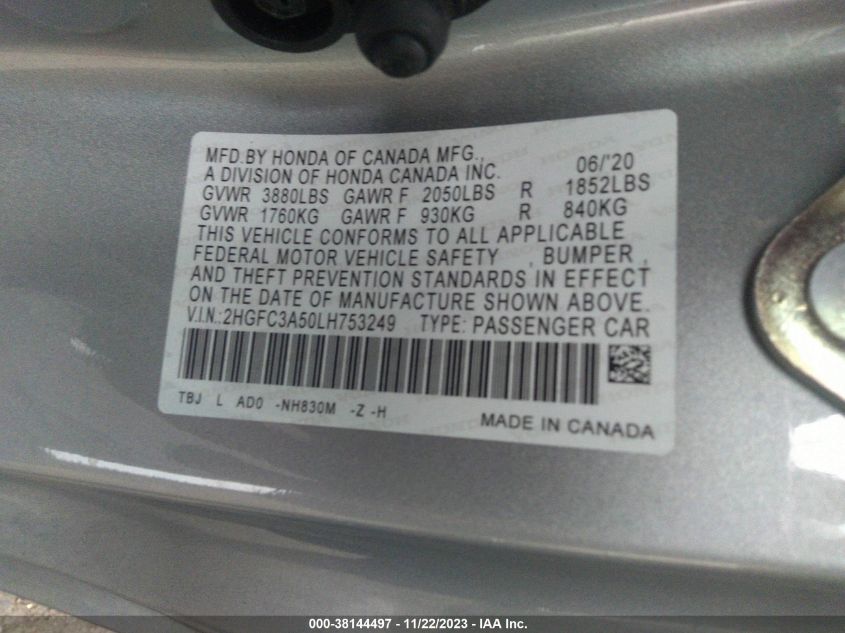 MFD.BY HONDA OF CANADA MFG., 06/'20
A DIVISION OF HONDA CANADA INC.
GVWR 3880LBS GAWR F 2050LBS R 1852LBS
GVWR 1760KG GAWR F 930KG R 840KG
THIS VEHICLE CONFORMS TO ALL APPLICABLE
FEDERAL MOTOR VEHICLE SAFETY , BUMPER ,
AND THEFT PREVENTION STANDARDS IN EFFECT
ON THE DATE OF MANUFACTURE SHOWN ABOVE.
V.I.N.:2HGFC3A50LH753249 TYPE: PASSENGER CAR
TBJ L AD0 -NH830M -Z -H
MADE IN CANADA
000-38144497 - 11/22/2023 - IAA Inc.